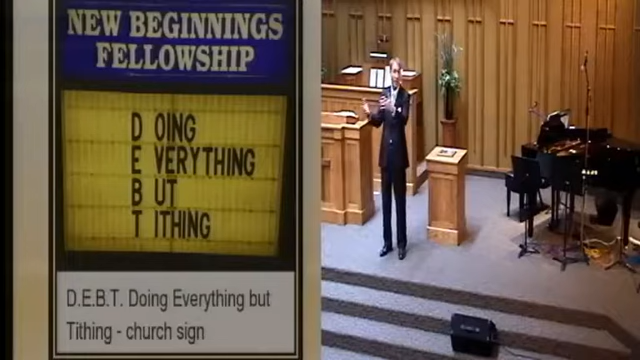 NEW BEGINNINGS
FELLOWSHIP
D OING
E VERYTHING
B UT
T ITHING
D.E.B.T. Doing Everything but
Tithing - church sign